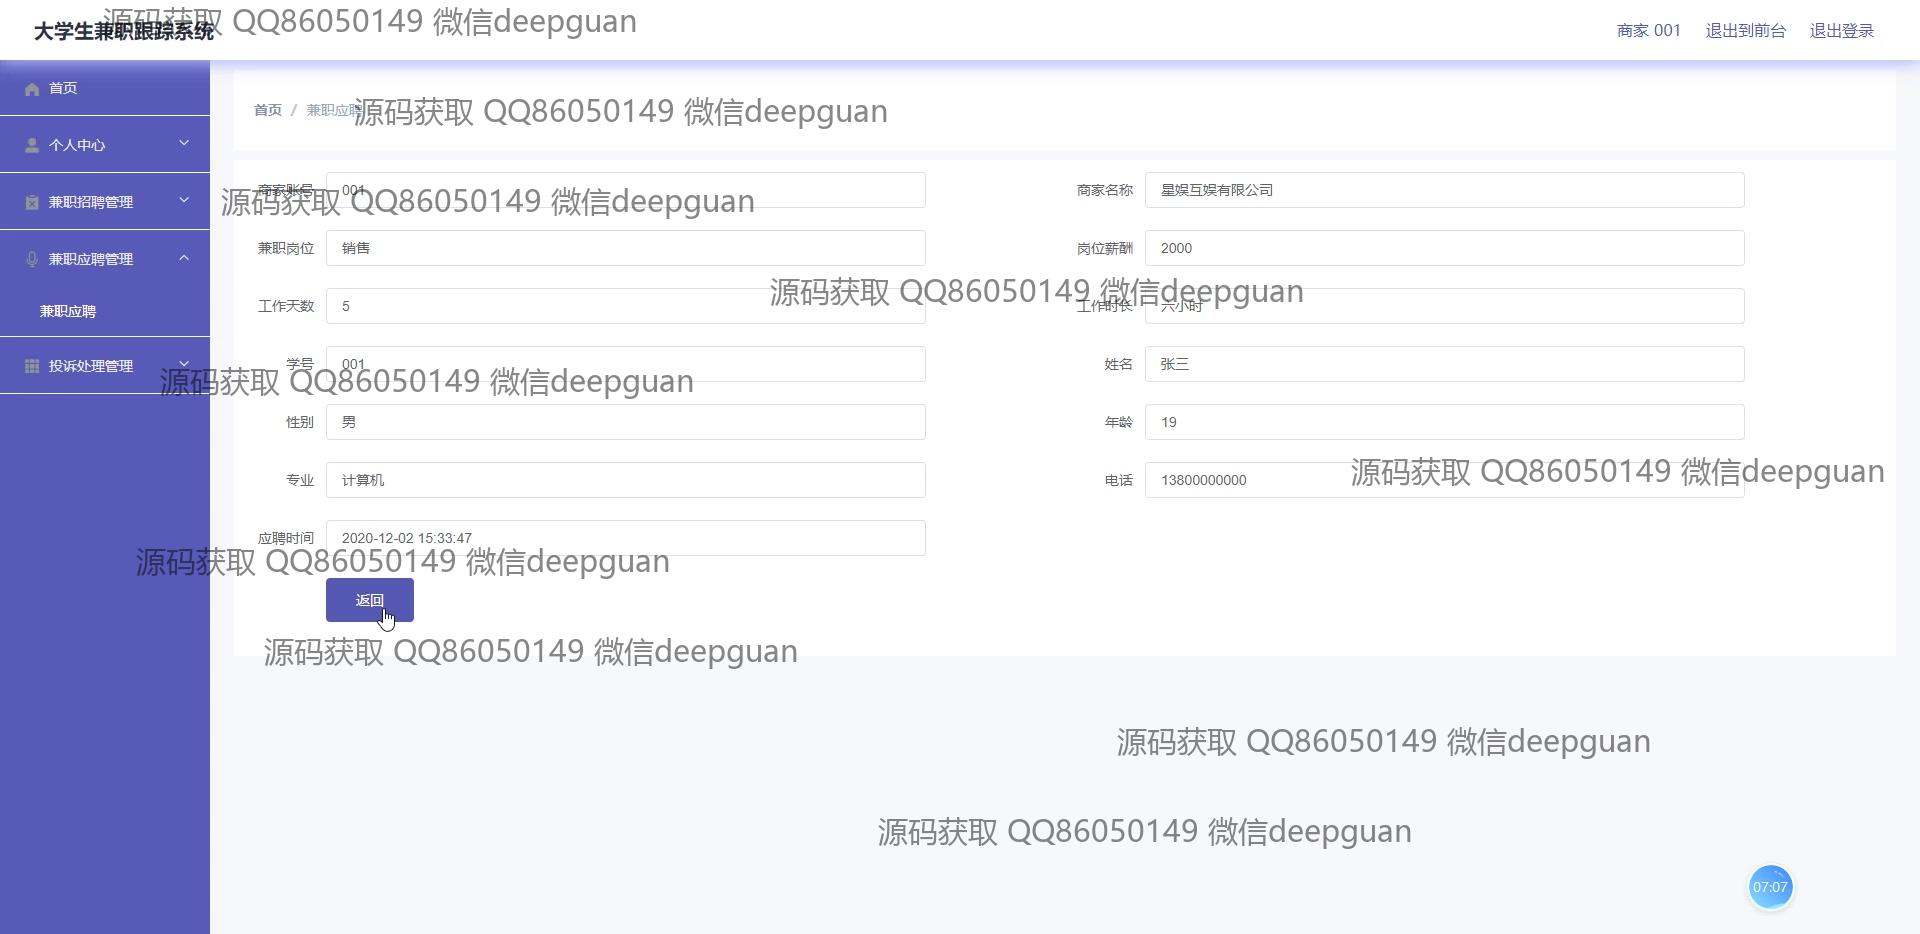 大学生兼职跟踪系统
源码获取 QQ86050149 微信deepguan
商家 001 退出到前台 退出登录
首页
个人中心
兼职招聘管理
兼职应聘管理
兼职应聘
投诉处理管理
首页 / 兼职应聘
源码获取 QQ86050149 微信deepguan
商家账号 001 商家名称 星娱互娱有限公司
源码获取 QQ86050149 微信deepguan
兼职岗位 销售 岗位薪酬 2000
源码获取 QQ86050149 微信deepguan
工作天数 5 工作时长 六小时
学号 001 姓名 张三
源码获取 QQ86050149 微信deepguan
性别 男 年龄 19
源码获取 QQ86050149 微信deepguan
专业 计算机 电话 13800000000
应聘时间 2020-12-02 15:33:47
源码获取 QQ86050149 微信deepguan
返回
源码获取 QQ86050149 微信deepguan
源码获取 QQ86050149 微信deepguan
源码获取 QQ86050149 微信deepguan
07:07